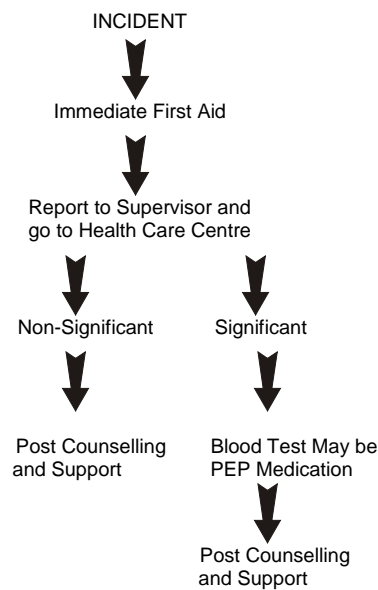 INCIDENT
Immediate First Aid
Report to Supervisor and
go to Health Care Centre
Non-Significant
Significant
Post Counselling
and Support
Blood Test May be
PEP Medication
Post Counselling
and Support